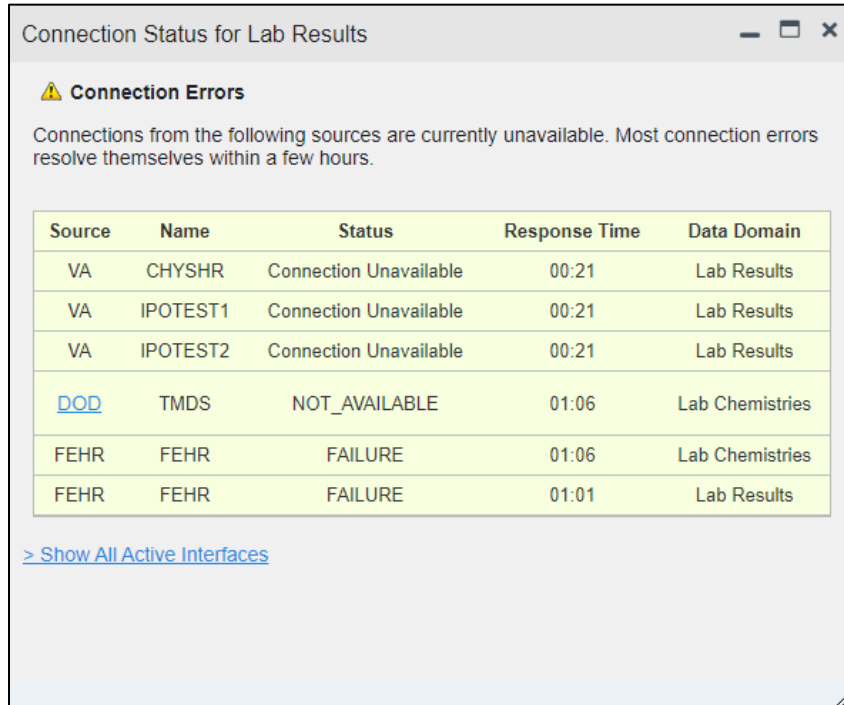 Connection Status for Lab Results
Connection Errors
Connections from the following sources are currently unavailable. Most connection errors
resolve themselves within a few hours.
Source Name Status Response Time Data Domain
VA CHYSHR Connection Unavailable 00:21 Lab Results
VA IPOTEST1 Connection Unavailable 00:21 Lab Results
VA IPOTEST2 Connection Unavailable 00:21 Lab Results
DOD TMDS NOT_AVAILABLE 01:06 Lab Chemistries
FEHR FEHR FAILURE 01:06 Lab Chemistries
FEHR FEHR FAILURE 01:01 Lab Results
> Show All Active Interfaces